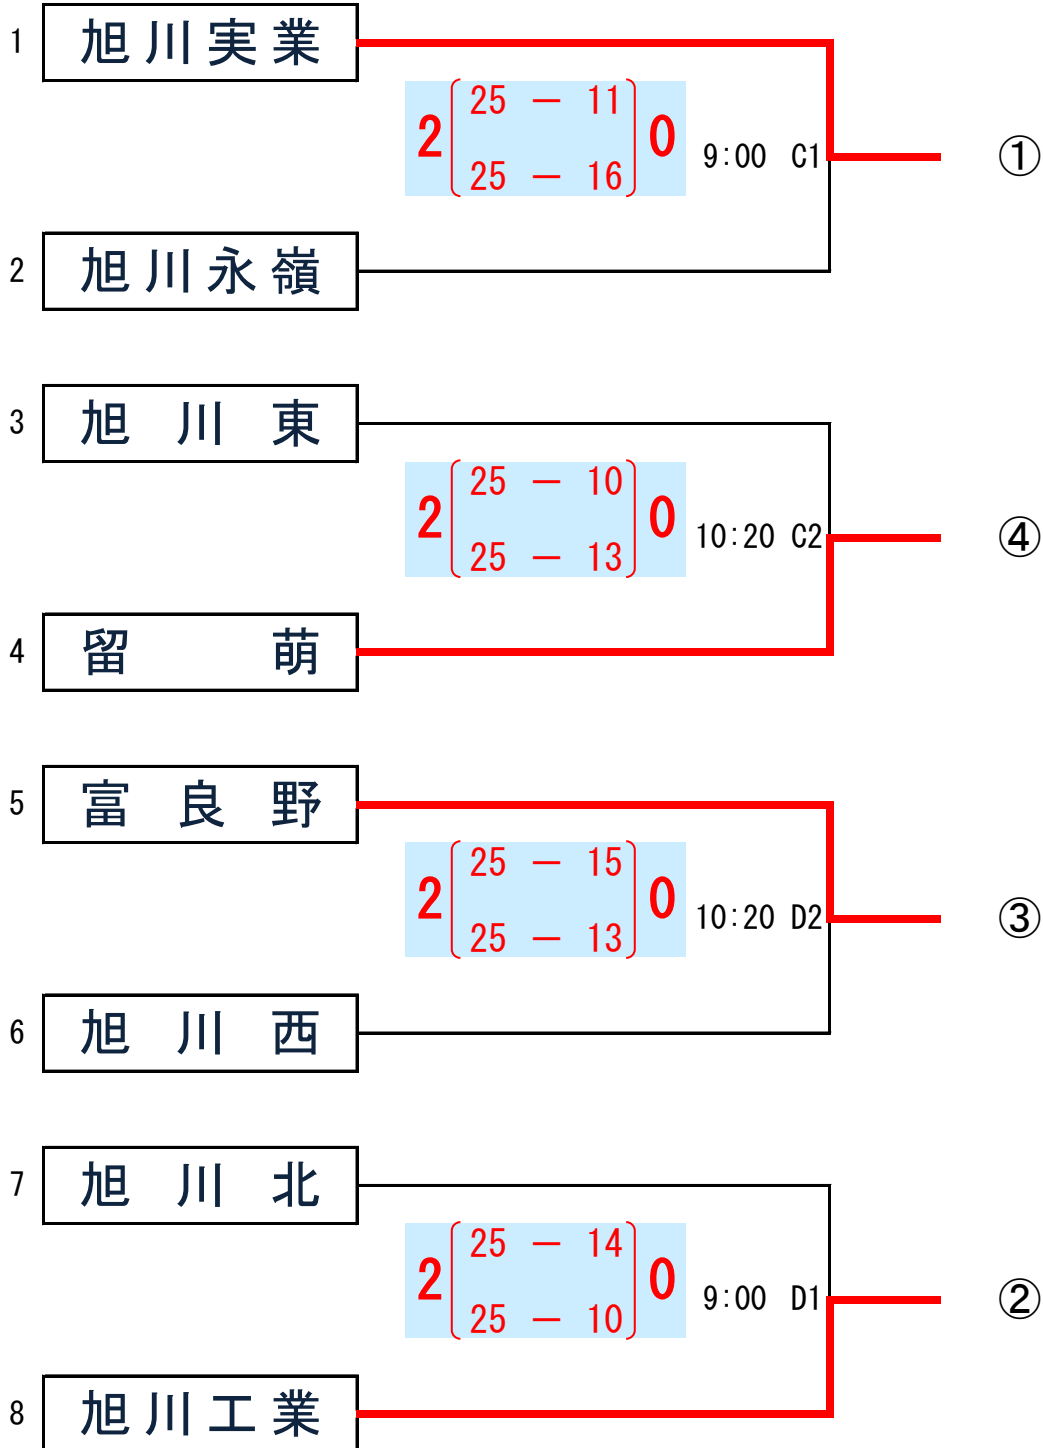 1 旭川実業
25 － 11
2 0 9:00 C1 ①
25 － 16
2 旭川永嶺
3 旭川東
25 － 10
2 0 10:20 C2 ④
25 － 13
4 留萌
5 富良野
25 － 15
2 0 10:20 D2 ③
25 － 13
6 旭川西
7 旭川北
25 － 14
2 0 9:00 D1 ②
25 － 10
8 旭川工業